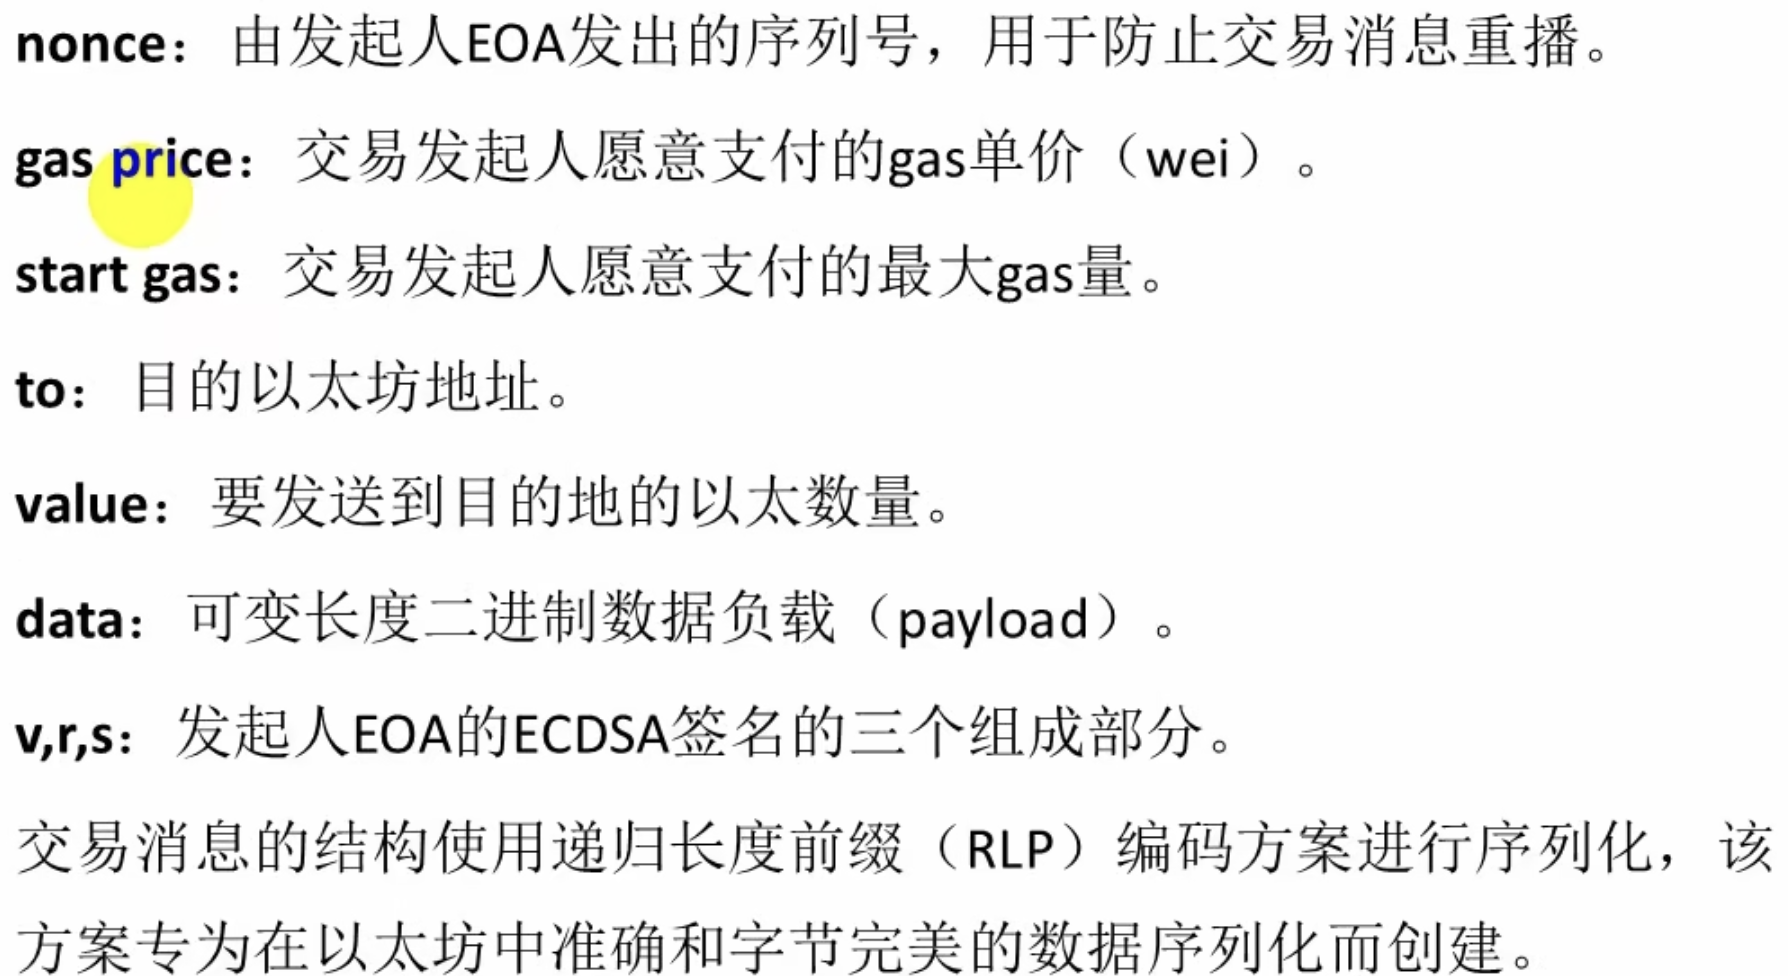 nonce： 由发起人EOA发出的序列号，用于防止交易消息重播。
gas price： 交易发起人愿意支付的gas单价（wei）。
start gas： 交易发起人愿意支付的最大gas量。
to： 目的以太坊地址。
value： 要发送到目的地的以太数量。
data： 可变长度二进制数据负载（payload）。
v,r,s： 发起人EOA的ECDSA签名的三个组成部分。
交易消息的结构使用递归长度前缀（RLP）编码方案进行序列化，该
方案专为在以太坊中准确和字节完美的数据序列化而创建。